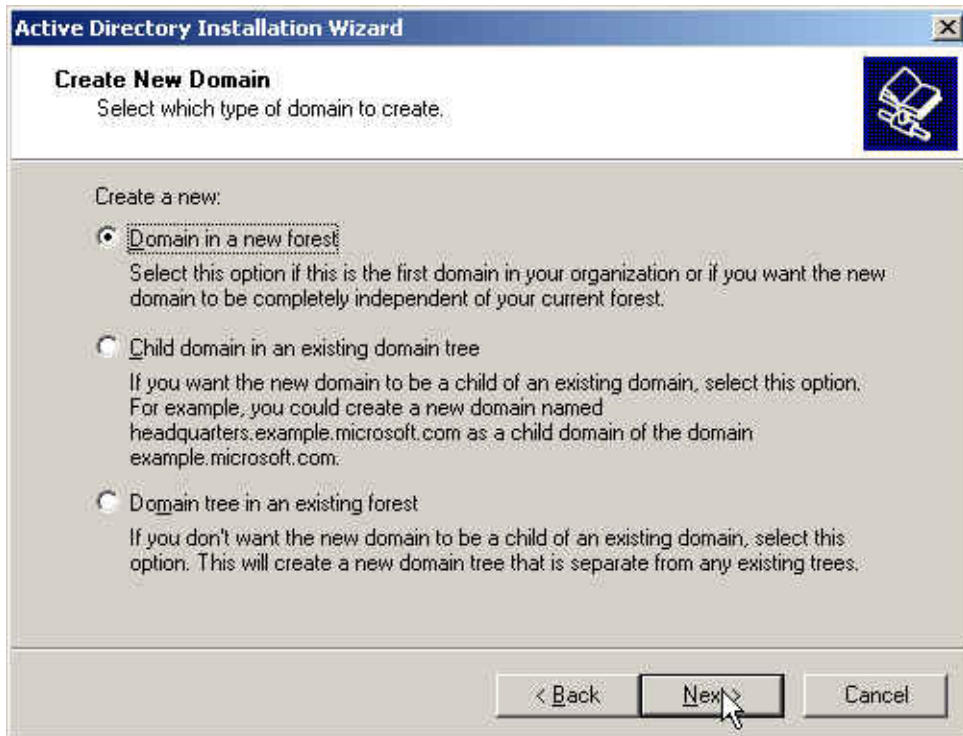 Active Directory Installation Wizard
Create New Domain
Select which type of domain to create.
Create a new:
Domain in a new forest
Select this option if this is the first domain in your organization or if you want the new
domain to be completely independent of your current forest.
Child domain in an existing domain tree
If you want the new domain to be a child of an existing domain, select this option.
For example, you could create a new domain named
headquarters.example.microsoft.com as a child domain of the domain
example.microsoft.com.
Domain tree in an existing forest
If you don't want the new domain to be a child of an existing domain, select this
option. This will create a new domain tree that is separate from any existing trees.
< Back
Next >
Cancel